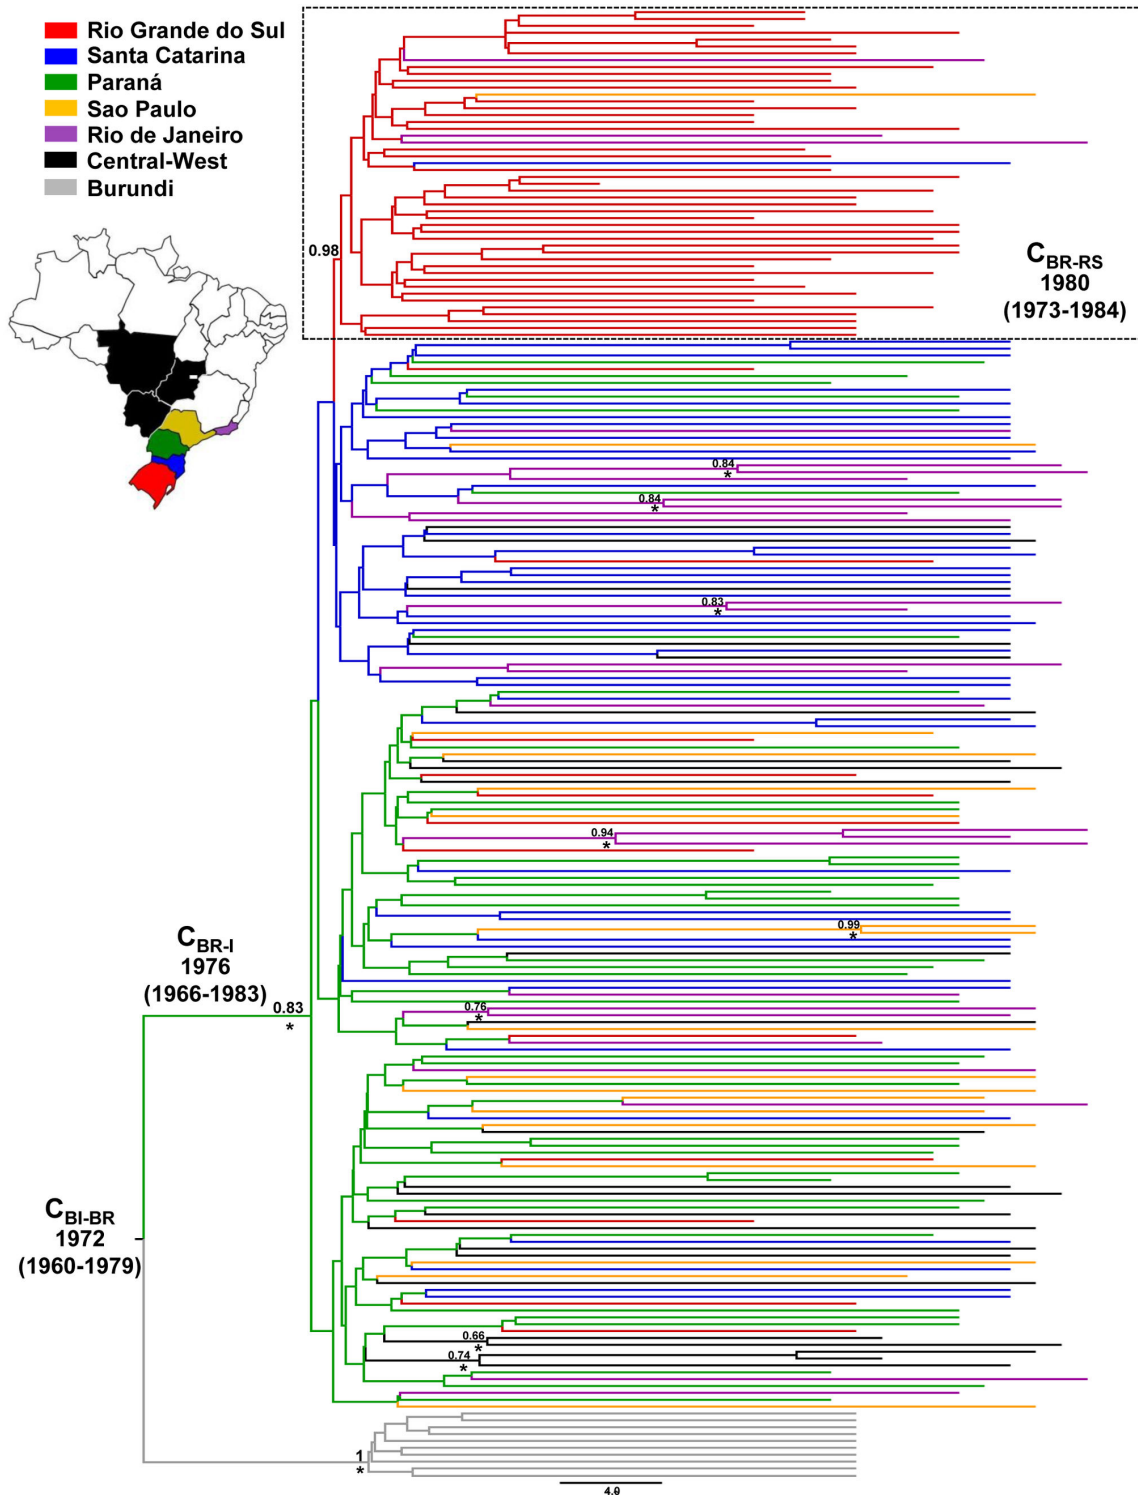 Rio Grande do Sul
Santa Catarina
Paraná
Sao Paulo
Rio de Janeiro
Central-West
Burundi
0.98
CBR-RS
1980
(1973-1984)
0.84
*
0.84
*
0.83
*
0.94
*
0.99
*
CBR-I
1976
(1966-1983)
0.83
*
0.76
*
CBI-BR
1972
(1960-1979)
0.66
*
0.74
*
1
*
4.0